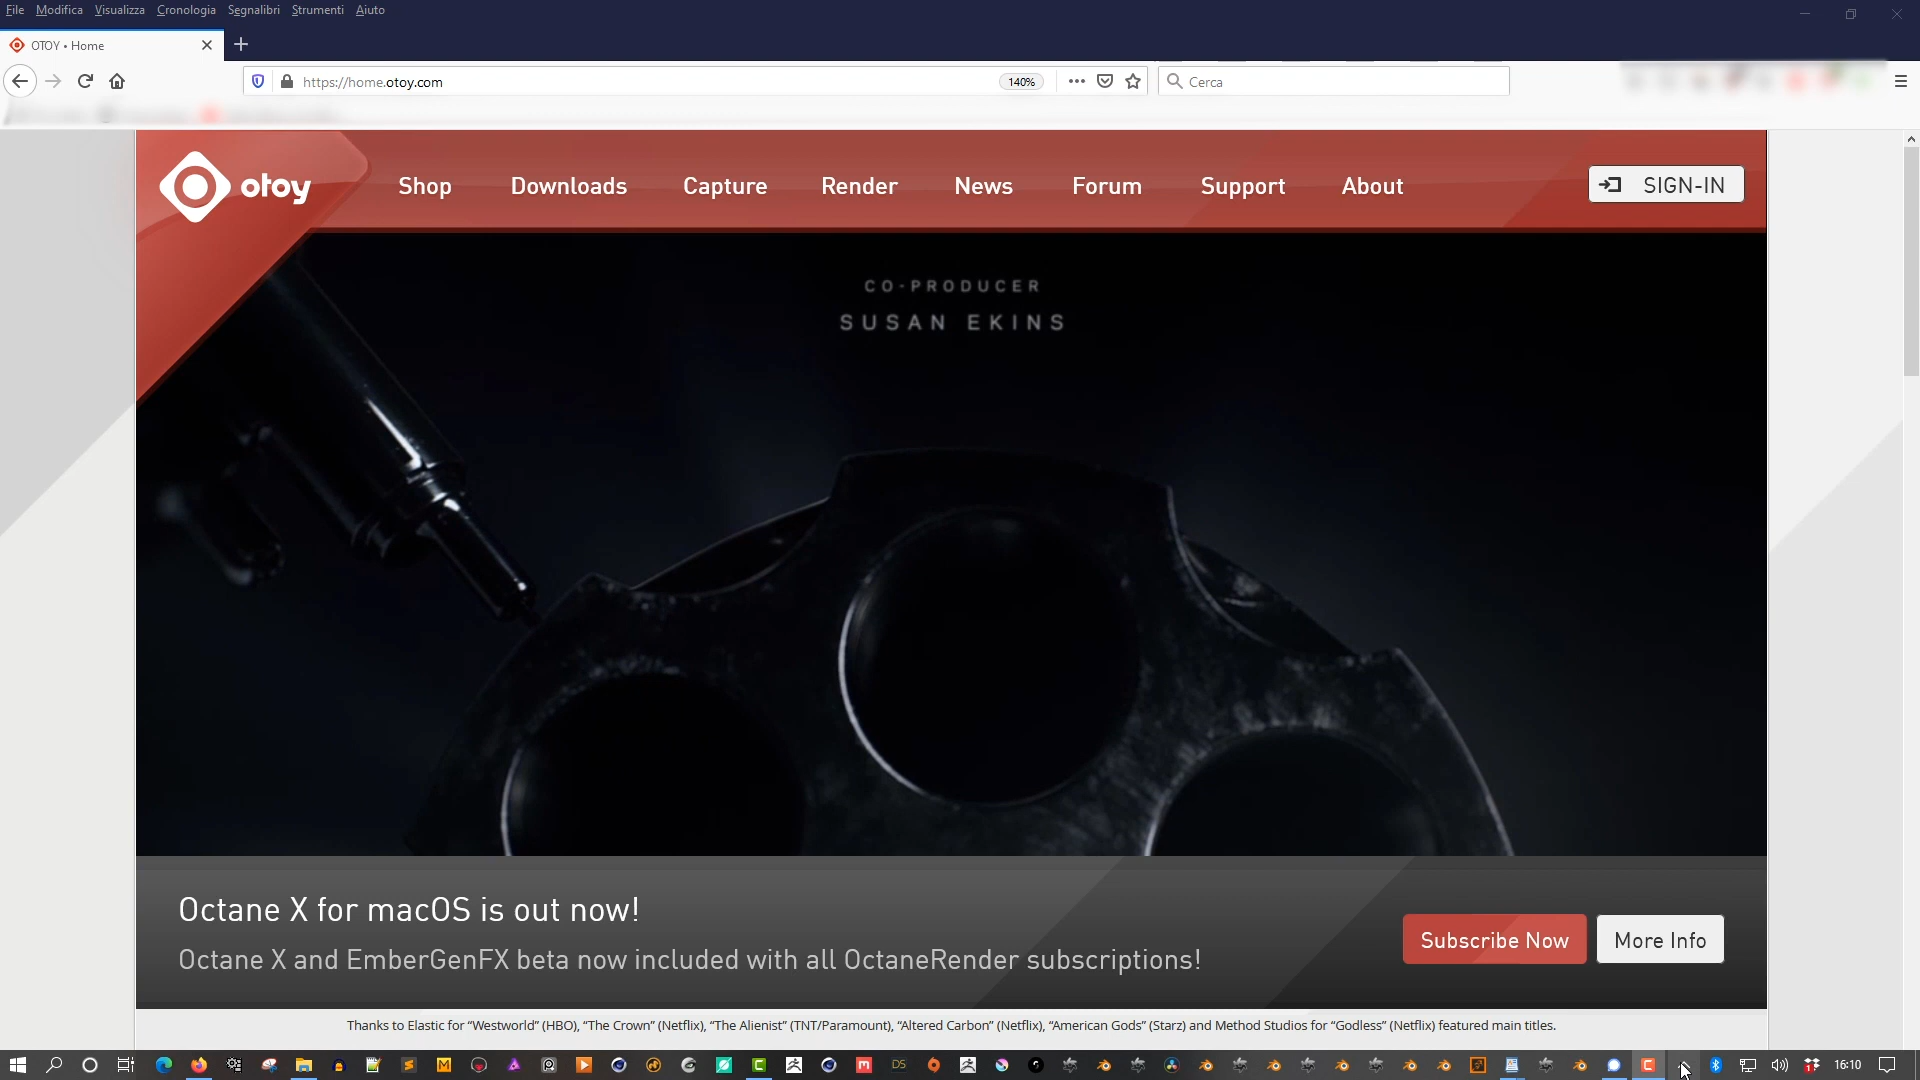 File Modifica Visualizza Cronologia Segnalibri Strumenti Aiuto
OTOY • Home
https://home.otoy.com
140%
Cerca
otoy
Shop Downloads Capture Render News Forum Support About
SIGN-IN
CO-PRODUCER
SUSAN EKINS
Octane X for macOS is out now!
Octane X and EmberGenFX beta now included with all OctaneRender subscriptions!
Subscribe Now
More Info
Thanks to Elastic for “Westworld” (HBO), “The Crown” (Netflix), “The Alienist” (TNT/Paramount), “Altered Carbon” (Netflix), “American Gods” (Starz) and Method Studios for “Godless” (Netflix) featured main titles.
DS
16:10